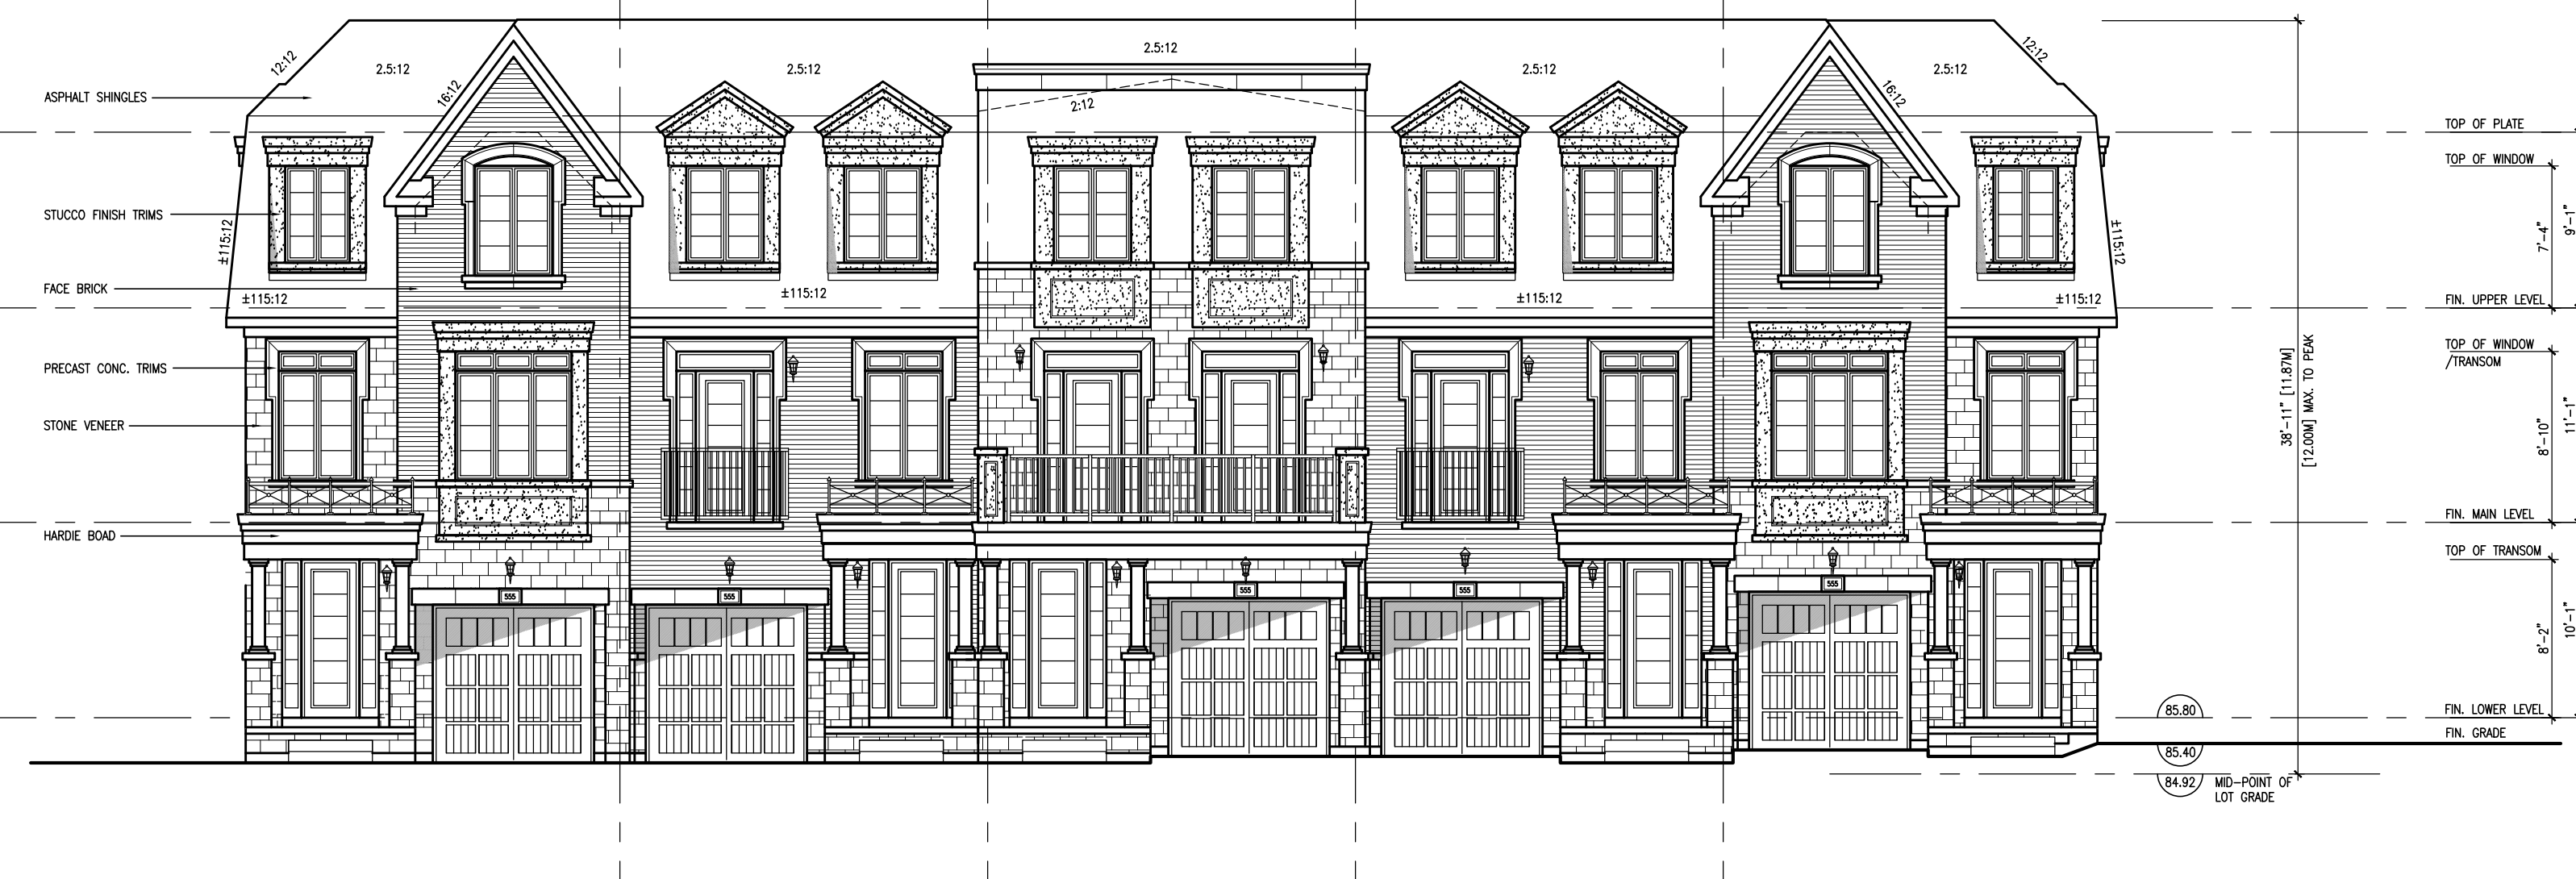 2.5:12
12:12
12:12
2.5:12
2.5:12
2.5:12
2.5:12
16:12
16:12
ASPHALT SHINGLES
2:12
TOP OF PLATE
TOP OF WINDOW
STUCCO FINISH TRIMS
±115:12
±115:12
7'-4"
9'-1"
FACE BRICK
±115:12
±115:12
±115:12
±115:12
FIN. UPPER LEVEL
TOP OF WINDOW
/TRANSOM
PRECAST CONC. TRIMS
38'-11" [11.87M]
[12.00M] MAX. TO PEAK
STONE VENEER
8'-10"
11'-1"
FIN. MAIN LEVEL
HARDIE BOAD
TOP OF TRANSOM
555
555
555
555
555
8'-2"
10'-1"
85.80
FIN. LOWER LEVEL
FIN. GRADE
85.40
84.92
MID-POINT OF
LOT GRADE